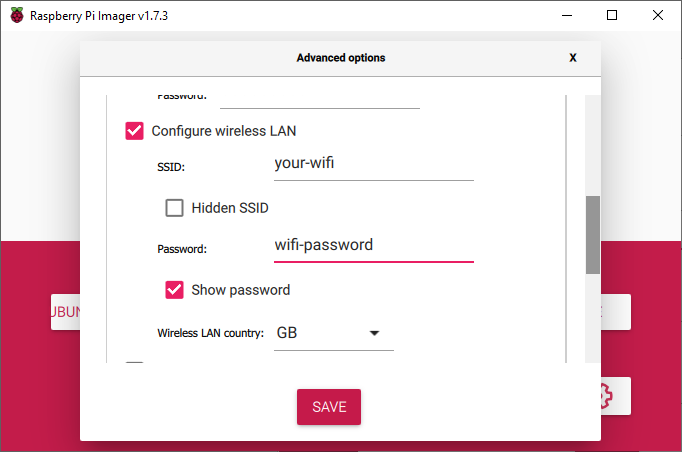 Raspberry Pi Imager v1.7.3
Advanced options
X
Password:
Configure wireless LAN
SSID: your-wifi
Hidden SSID
Password: wifi-password
Show password
Wireless LAN country: GB
UBUN
E
SAVE